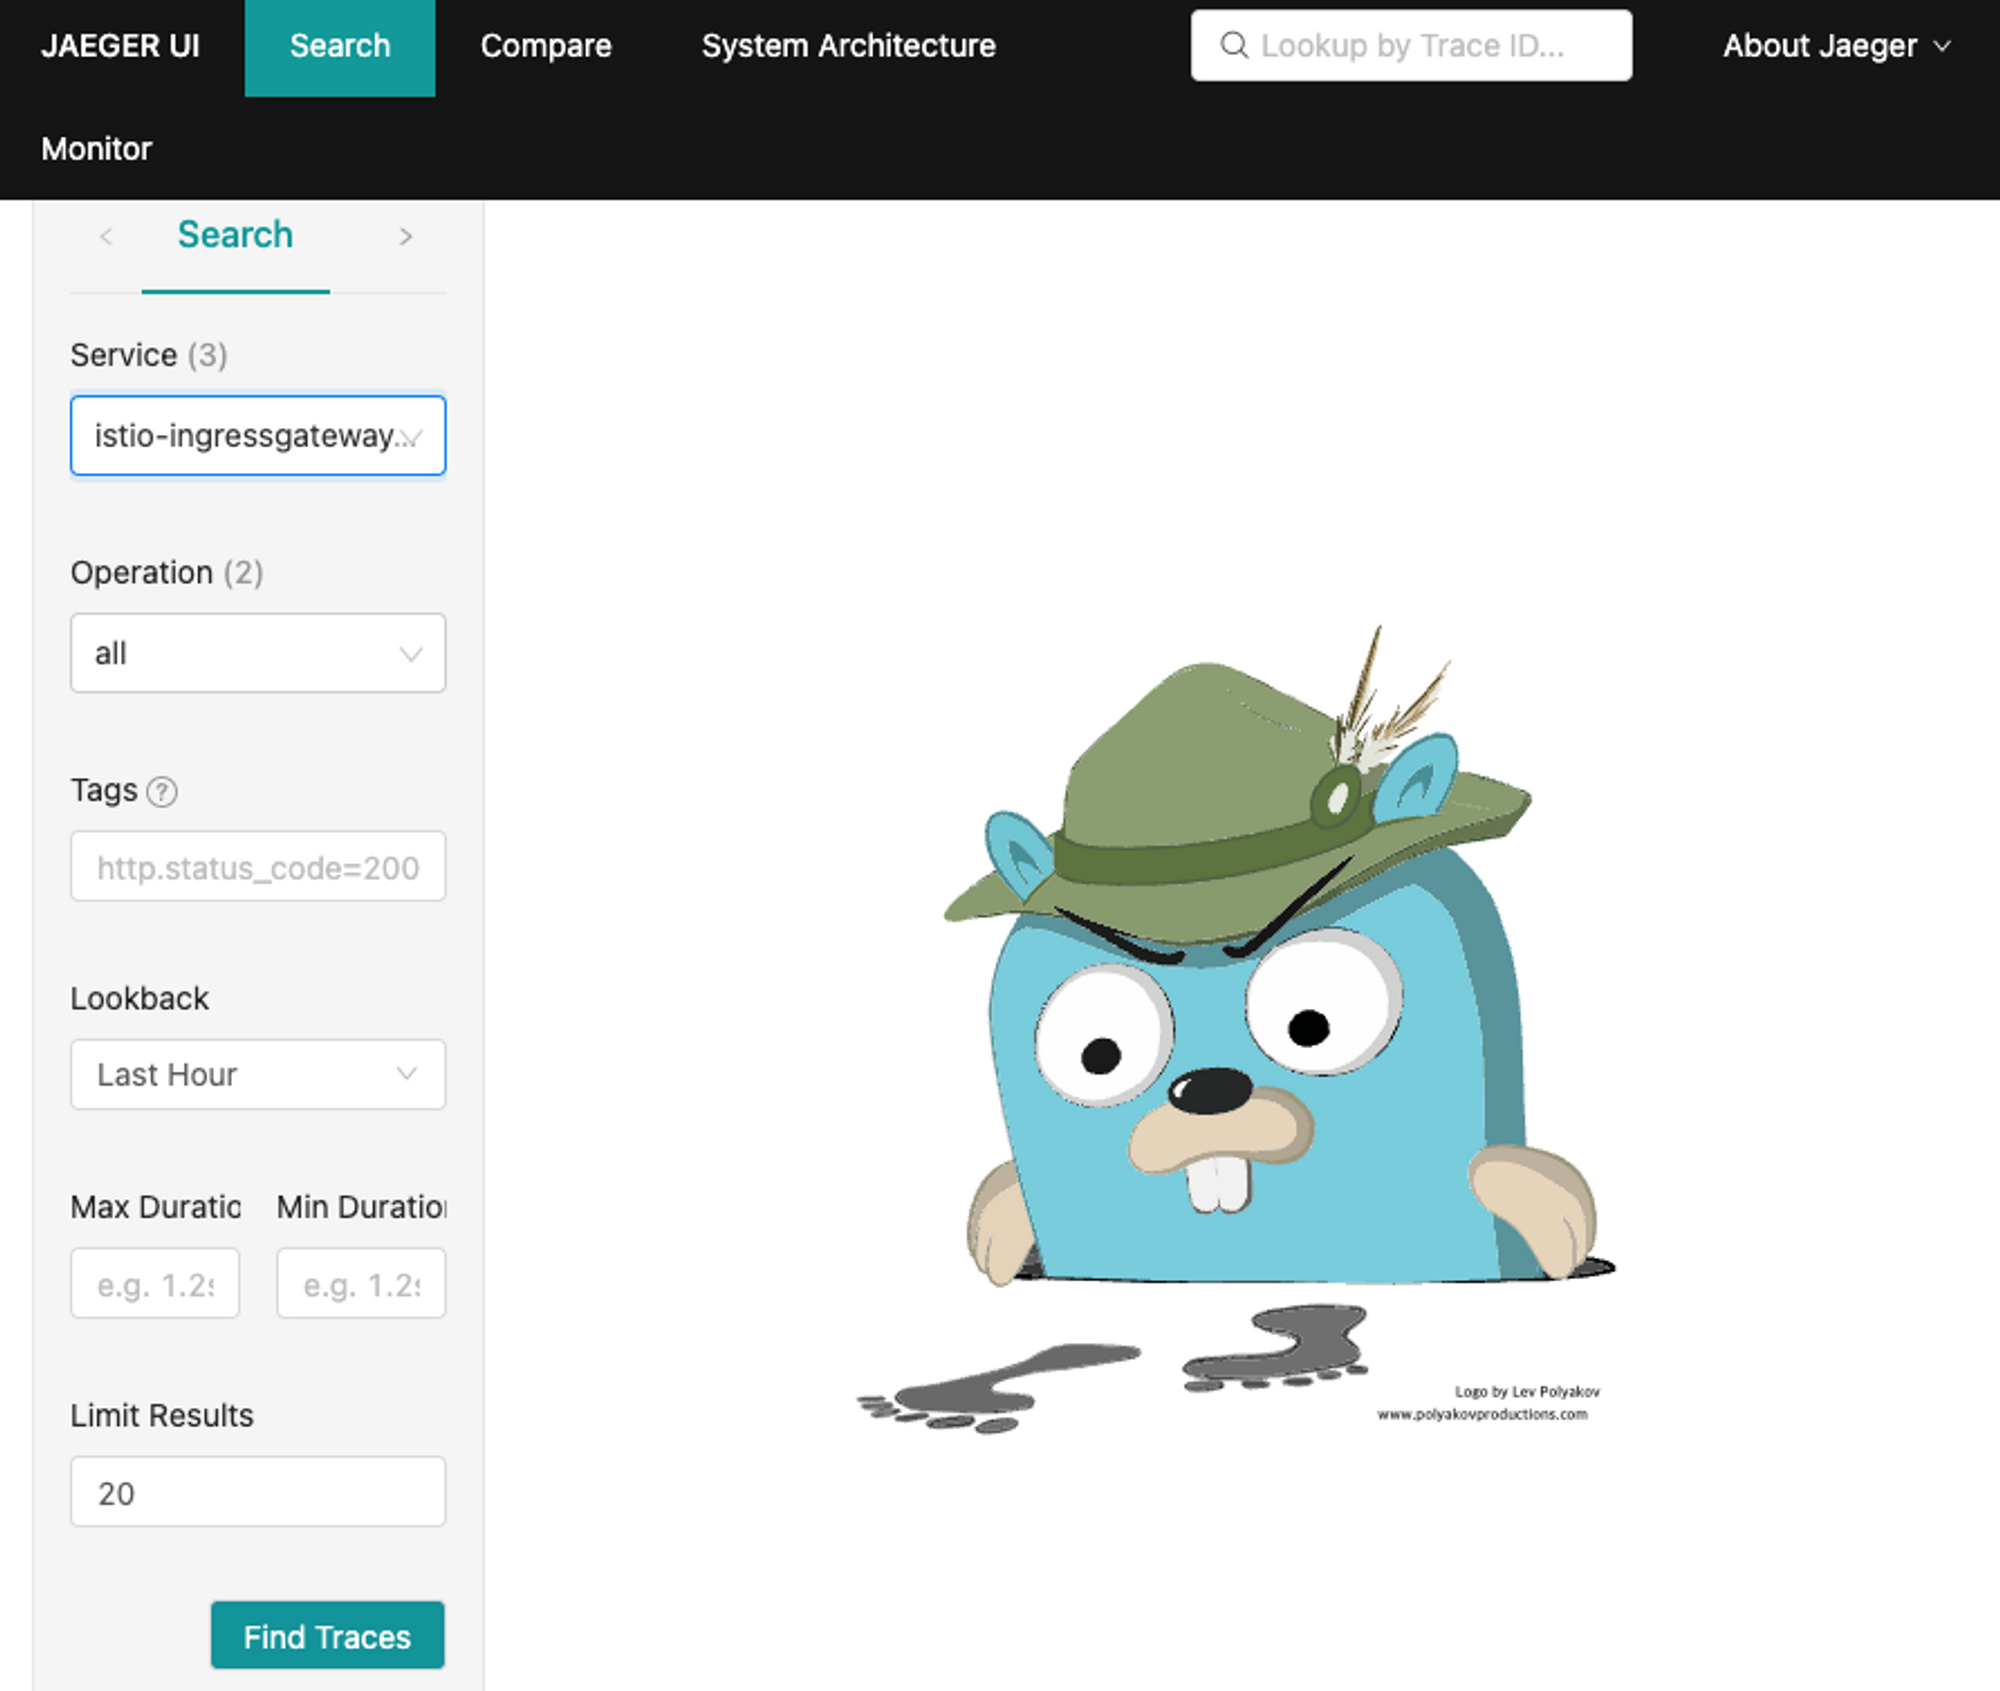 JAEGER UI Search Compare System Architecture Lookup by Trace ID... About Jaeger
Monitor
Search
Service (3)
istio-ingressgateway...
Operation (2)
all
Tags ?
http.status_code=200
Lookback
Last Hour
Max Duratio Min Duration
e.g. 1.2s e.g. 1.2s
Limit Results
20
Find Traces
Logo by Lev Polyakov
www.polyakovproductions.com